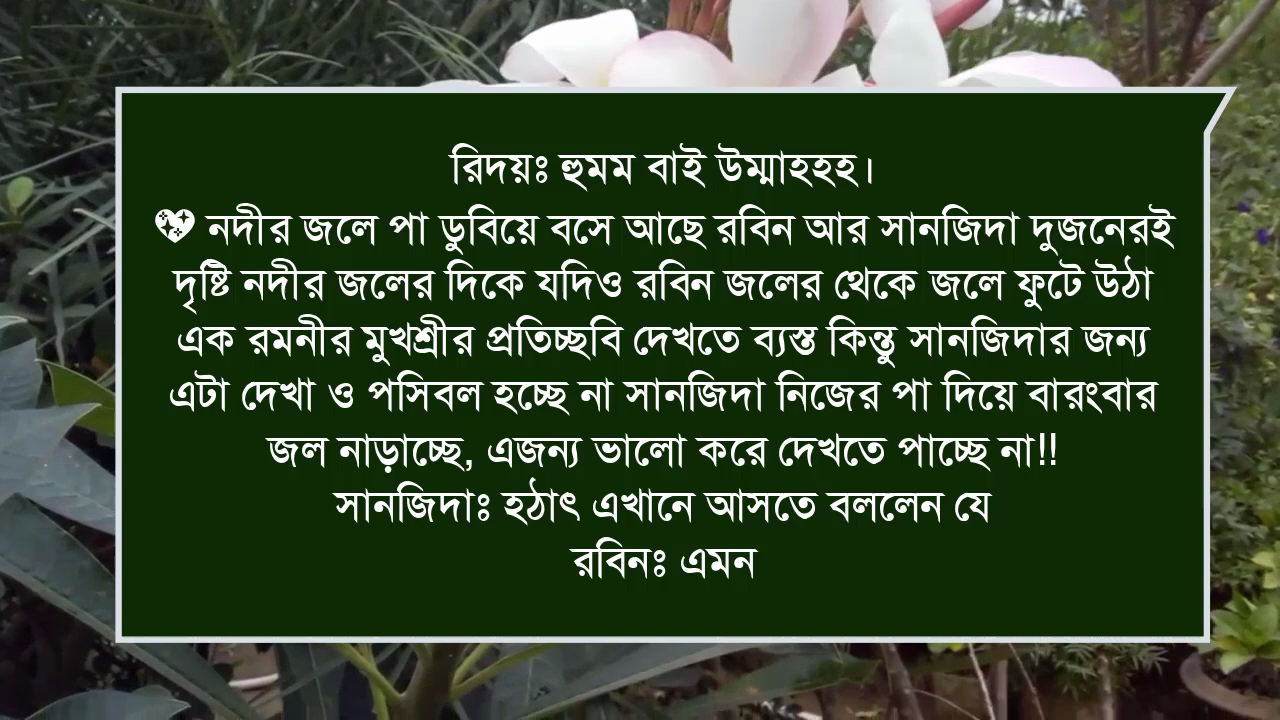 রিদয়ঃ হুমম বাই উম্মাহহহ।
💖 নদীর জলে পা ডুবিয়ে বসে আছে রবিন আর সানজিদা দুজনেরই
দৃষ্টি নদীর জলের দিকে যদিও রবিন জলের থেকে জলে ফুটে উঠা
এক রমনীর মুখশ্রীর প্রতিচ্ছবি দেখতে ব্যস্ত কিন্তু সানজিদার জন্য
এটা দেখা ও পসিবল হচ্ছে না সানজিদা নিজের পা দিয়ে বারংবার
জল নাড়াচ্ছে, এজন্য ভালো করে দেখতে পাচ্ছে না!!
সানজিদাঃ হঠাৎ এখানে আসতে বললেন যে
রবিনঃ এমন